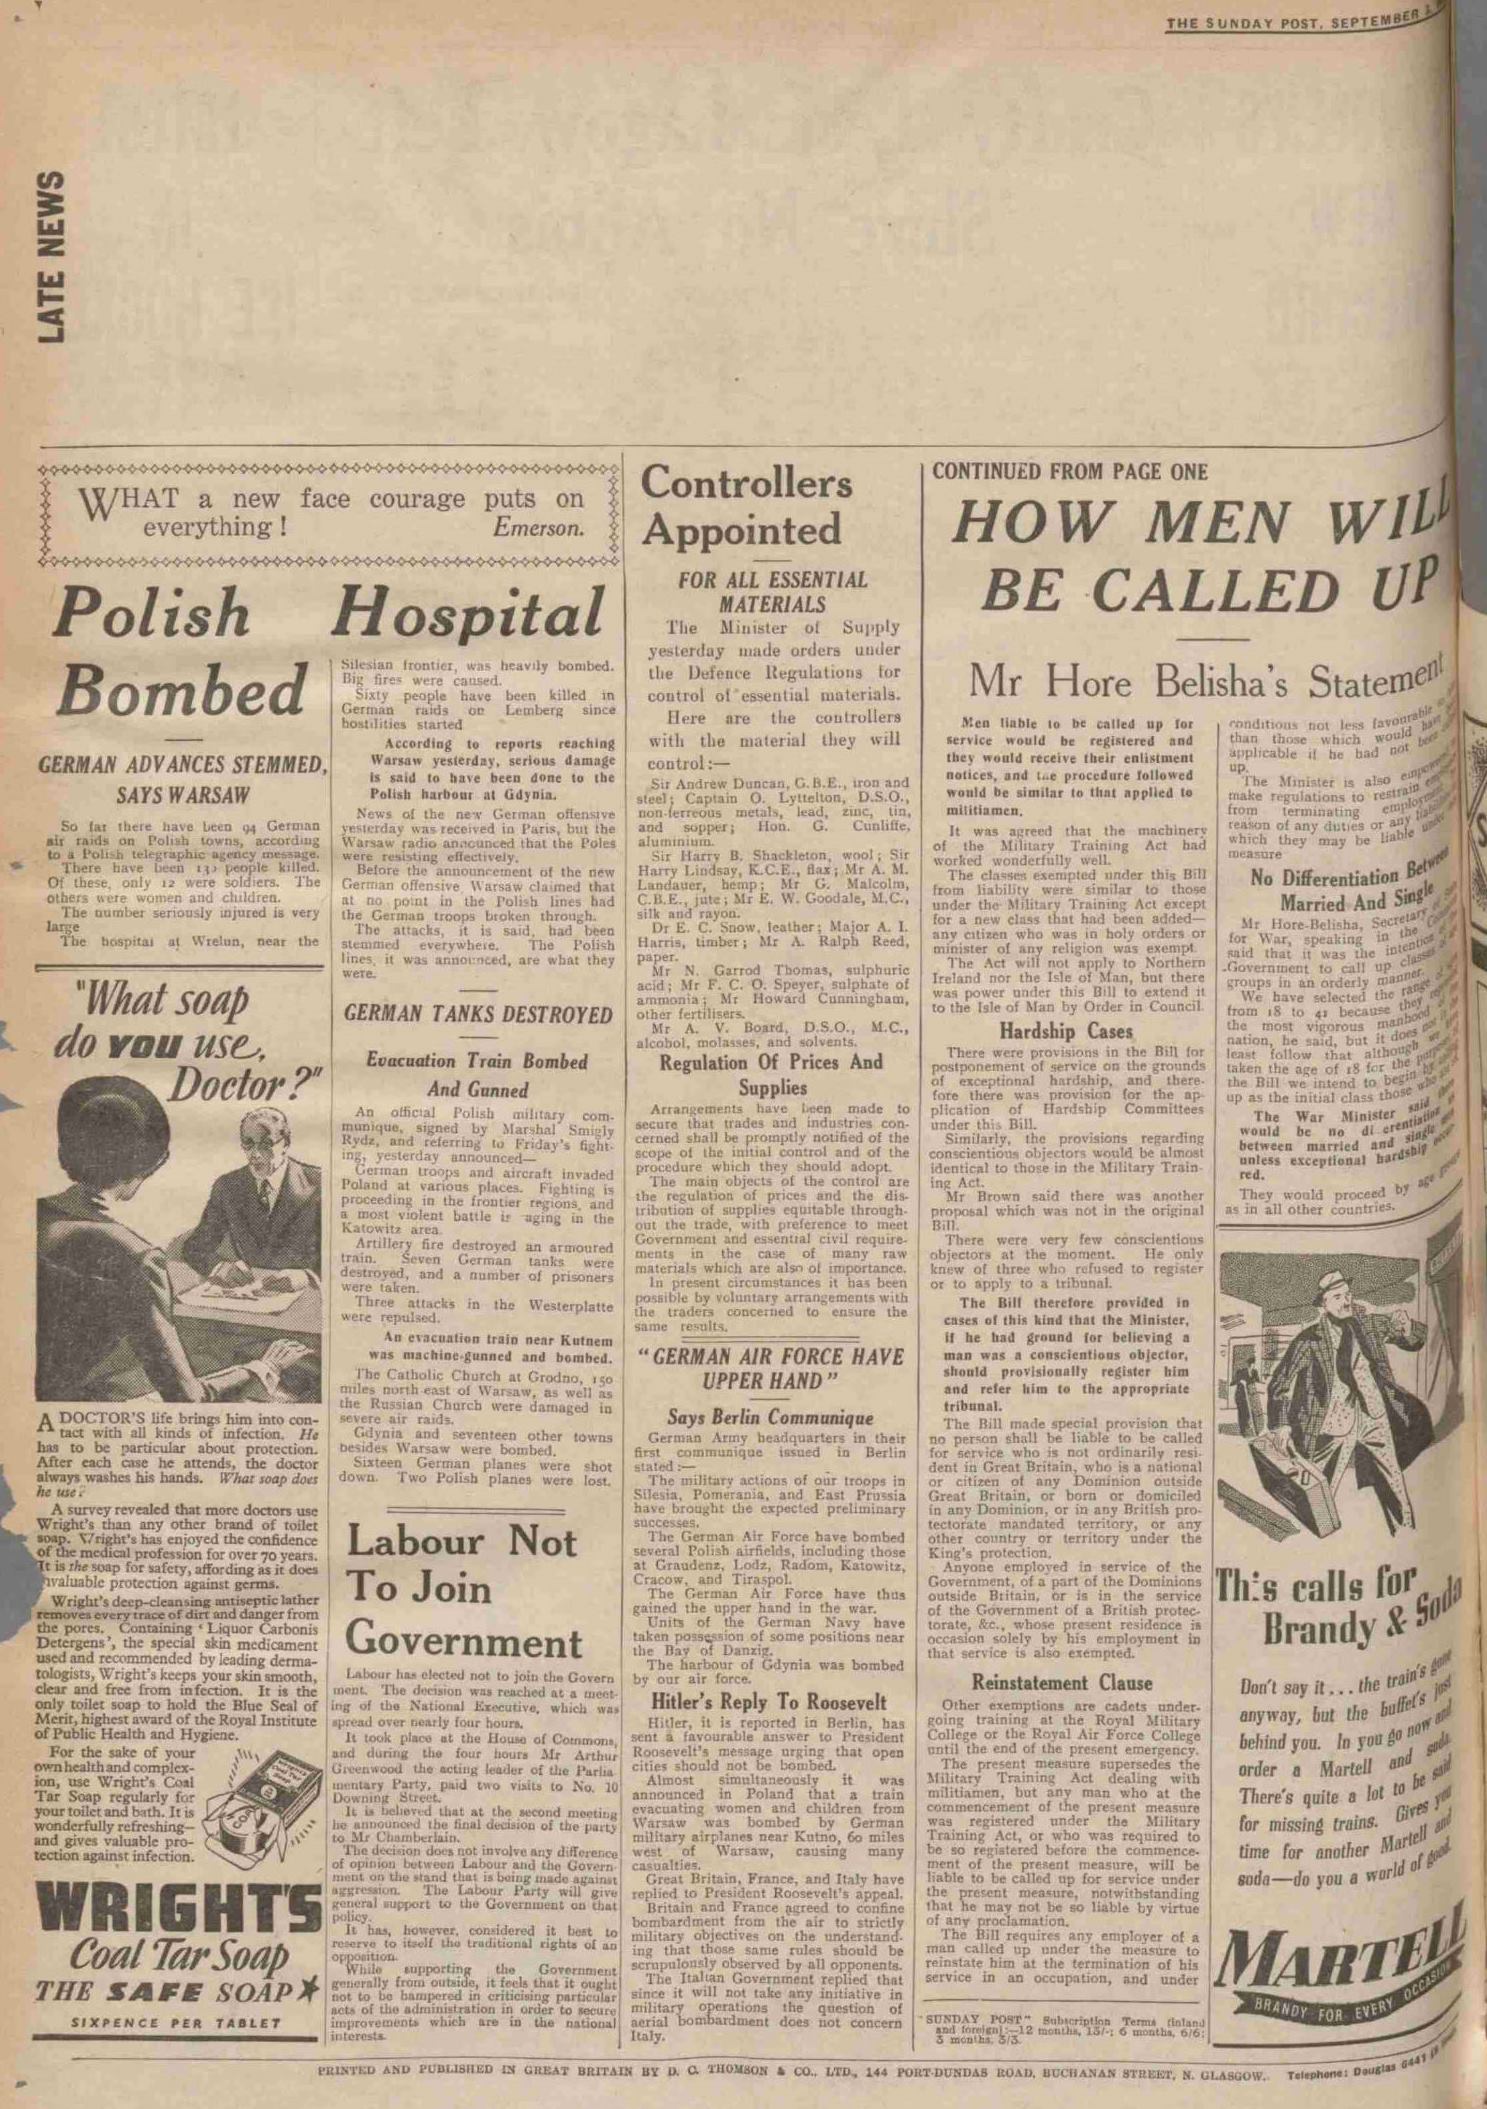 THE SUNDAY POST, SEPTEMBER
LATE NEWS
WHAT a new face courage puts on
everything !
Emerson.
Polish Hospital
Bombed
GERMAN ADVANCES STEMMED,
SAYS WARSAW
So far there have been 94 German
air raids on Polish towns, according
to a Polish telegraphic agency message.
There have been people killed.
Of these, only 12 were soldiers. The
others were women and children.
The number seriously injured is very
large
The hospital at Wrelun, near the
Silesian frontier, was heavily bombed.
Big fires were caused.
Sixty people have been killed in
German raids on Lemberg since
hostilities started
According to reports reaching
Warsaw yesterday, serious damage
is said to have been done to the
Polish harbour at Gdynia.
News of the new German offensive
yesterday was received in Paris, but the
Warsaw radio announced that the Poles
were resisting effectively.
Before the announcement of the new
German offensive Warsaw claimed that
at no point in the Polish lines had
the German troops broken through.
The attacks, it is said, had been
stemmed everywhere. The Polish
lines, it was announced, are what they
were.
GERMAN TANKS DESTROYED
Evacuation Train Bombed
And Gunned
An official Polish military com-
munique, signed by Marshal Smigly
Rydz, and referring to Friday's fight-
ing, yesterday announced—
German troops and aircraft invaded
Poland at various places. Fighting is
proceeding in the frontier regions, and
a most violent battle is aging in the
Katowitz area.
Artillery fire destroyed an armoured
train. Seven German tanks were
destroyed, and a number of prisoners
were taken.
Three attacks in the Westerplatte
were repulsed.
An evacuation train near Kutnem
was machine-gunned and bombed.
The Catholic Church at Grodno, 150
miles north-east of Warsaw, as well as
the Russian Church were damaged in
severe air raids.
Gdynia and seventeen other towns
besides Warsaw were bombed.
Sixteen German planes were shot
down. Two Polish planes were lost.
Labour Not
To Join
Government
Labour has elected not to join the Govern
ment. The decision was reached at a meet-
ing of the National Executive, which was
spread over nearly four hours.
It took place at the House of Commons,
and during the four hours Mr Arthur
Greenwood the acting leader of the Parlia
mentary Party, paid two visits to No. 10
Downing Street.
It is believed that at the second meeting
he announced the final decision of the party
to Mr Chamberlain.
The decision does not involve any difference
of opinion between Labour and the Govern-
ment on the stand that is being made against
aggression. The Labour Party will give
general support to the Government on that
policy.
It has, however, considered it best to
reserve to itself the traditional rights of an
opposition.
While supporting the Government
generally from outside, it feels that it ought
not to be hampered in criticising particular
acts of the administration in order to secure
improvements which are in the national
interests.
"What soap
do YOU use,
Doctor?"
A DOCTOR'S life brings him into con-
tact with all kinds of infection. He
has to be particular about protection.
After each case he attends, the doctor
always washes his hands. What soap does
he use?
A survey revealed that more doctors use
Wright's than any other brand of toilet
soap. Wright's has enjoyed the confidence
of the medical profession for over 70 years.
It is the soap for safety, affording as it does
invaluable protection against germs.
Wright's deep-cleansing antiseptic lather
removes every trace of dirt and danger from
the pores. Containing 'Liquor Carbonis
Detergens', the special skin medicament
used and recommended by leading derma-
tologists, Wright's keeps your skin smooth,
clear and free from infection. It is the
only toilet soap to hold the Blue Seal of
Merit, highest award of the Royal Institute
of Public Health and Hygiene.
For the sake of your
own health and complex-
ion, use Wright's Coal
Tar Soap regularly for
your toilet and bath. It is
wonderfully refreshing—
and gives valuable pro-
tection against infection.
WRIGHT'S
Coal Tar Soap
THE SAFE SOAP
SIXPENCE PER TABLET
Controllers
Appointed
FOR ALL ESSENTIAL
MATERIALS
The Minister of Supply
yesterday made orders under
the Defence Regulations for
control of essential materials.
Here are the controllers
with the material they will
control :—
Sir Andrew Duncan, G.B.E., iron and
steel; Captain O. Lyttelton, D.S.O.,
non-ferreous metals, lead, zinc, tin,
and sopper; Hon. G. Cunliffe,
aluminium.
Sir Harry B. Shackleton, wool; Sir
Harry Lindsay, K.C.E., flax; Mr A. M.
Landauer, hemp; Mr G. Malcolm,
C.B.E., jute; Mr E. W. Goodale, M.C.,
silk and rayon.
Dr E. C. Snow, leather; Major A. I.
Harris, timber; Mr A. Ralph Reed,
paper.
Mr N. Garrod Thomas, sulphuric
acid; Mr F. C. O. Speyer, sulphate of
ammonia; Mr Howard Cunningham,
other fertilisers.
Mr A. V. Board, D.S.O., M.C.,
alcohol, molasses, and solvents.
Regulation Of Prices And
Supplies
Arrangements have been made to
secure that trades and industries con-
cerned shall be promptly notified of the
scope of the initial control and of the
procedure which they should adopt.
The main objects of the control are
the regulation of prices and the dis-
tribution of supplies equitable through-
out the trade, with preference to meet
Government and essential civil require-
ments in the case of many raw
materials which are also of importance.
In present circumstances it has been
possible by voluntary arrangements with
the traders concerned to ensure the
same results.
"GERMAN AIR FORCE HAVE
UPPER HAND"
Says Berlin Communique
German Army headquarters in their
first communique issued in Berlin
stated :—
The military actions of our troops in
Silesia, Pomerania, and East Prussia
have brought the expected preliminary
successes.
The German Air Force have bombed
several Polish airfields, including those
at Graudenz, Lodz, Radom, Katowitz,
Cracow, and Tiraspol.
The German Air Force have thus
gained the upper hand in the war.
Units of the German Navy have
taken possession of some positions near
the Bay of Danzig.
The harbour of Gdynia was bombed
by our air force.
Hitler's Reply To Roosevelt
Hitler, it is reported in Berlin, has
sent a favourable answer to President
Roosevelt's message urging that open
cities should not be bombed.
Almost simultaneously it was
announced in Poland that a train
evacuating women and children from
Warsaw was bombed by German
military airplanes near Kutno, 60 miles
west of Warsaw, causing many
casualties.
Great Britain, France, and Italy have
replied to President Roosevelt's appeal.
Britain and France agreed to confine
bombardment from the air to strictly
military objectives on the understand-
ing that those same rules should be
scrupulously observed by all opponents.
The Italian Government replied that
since it will not take any initiative in
military operations the question of
aerial bombardment does not concern
Italy.
CONTINUED FROM PAGE ONE
HOW MEN WILL
BE CALLED UP
Mr Hore Belisha's Statement
Men liable to be called up for
service would be registered and
they would receive their enlistment
notices, and the procedure followed
would be similar to that applied to
militiamen.
It was agreed that the machinery
of the Military Training Act had
worked wonderfully well.
The classes exempted under this Bill
from liability were similar to those
under the Military Training Act except
for a new class that had been added—
any citizen who was in holy orders or
minister of any religion was exempt.
The Act will not apply to Northern
Ireland nor the Isle of Man, but there
was power under this Bill to extend it
to the Isle of Man by Order in Council.
Hardship Cases
There were provisions in the Bill for
postponement of service on the grounds
of exceptional hardship, and there-
fore there was provision for the ap-
plication of Hardship Committees
under this Bill.
Similarly, the provisions regarding
conscientious objectors would be almost
identical to those in the Military Train-
ing Act.
Mr Brown said there was another
proposal which was not in the original
Bill.
There were very few conscientious
objectors at the moment. He only
knew of three who refused to register
or to apply to a tribunal.
The Bill therefore provided in
cases of this kind that the Minister,
if he had ground for believing a
man was a conscientious objector,
should provisionally register him
and refer him to the appropriate
tribunal.
The Bill made special provision that
no person shall be liable to be called
for service who is not ordinarily resi-
dent in Great Britain, who is a national
or citizen of any Dominion outside
Great Britain, or born or domiciled
in any Dominion, or in any British pro-
tectorate mandated territory, or any
other country or territory under the
King's protection.
Anyone employed in service of the
Government, of a part of the Dominions
outside Britain, or is in the service
of the Government of a British protec-
torate, &c., whose present residence is
occasion solely by his employment in
that service is also exempted.
Reinstatement Clause
Other exemptions are cadets under-
going training at the Royal Military
College or the Royal Air Force College
until the end of the present emergency.
The present measure supersedes the
Military Training Act dealing with
militiamen, but any man who at the
commencement of the present measure
was registered under the Military
Training Act, or who was required to
be so registered before the commence-
ment of the present measure, will be
liable to be called up for service under
the present measure, notwithstanding
that he may not be so liable by virtue
of any proclamation.
The Bill requires any employer of a
man called up under the measure to
reinstate him at the termination of his
service in an occupation, and under
"SUNDAY POST" Subscription Terms (inland
and foreign):—12 months, 13/-; 6 months, 6/6;
3 months, 3/3.
conditions not less favourable to
than those which would have
applicable if he had not been
up.
The Minister is also empowered
make regulations to restrain
from terminating
reason of any duties or any liability
which they may be liable under
measure
No Differentiation Between
Married And Single
Mr Hore-Belisha, Secretary
for War, speaking in the
said that it was the intention of
Government to call up classes
groups in an orderly manner.
We have selected the range
from 18 to 41 because they
the most vigorous manhood
nation, he said, but it does not
least follow that although we
taken the age of 18 for the purposes
the Bill we intend to begin by
up as the initial class those who
The War Minister said
would be no di erentiation
between married and single
unless exceptional hardship
red.
They would proceed by age
as in all other countries.
This calls for
Brandy & Soda
Don't say it... the train's gone
anyway, but the buffet's just
behind you. In you go now and
order a Martell and soda.
There's quite a lot to be said
for missing trains. Gives you
time for another Martell and
soda—do you a world of good.
MARTELL
BRANDY FOR EVERY OCCASION
PRINTED AND PUBLISHED IN GREAT BRITAIN BY D. C. THOMSON & CO., LTD., 144 PORT-DUNDAS ROAD, BUCHANAN STREET, N. GLASGOW. Telephone: Douglas 6441